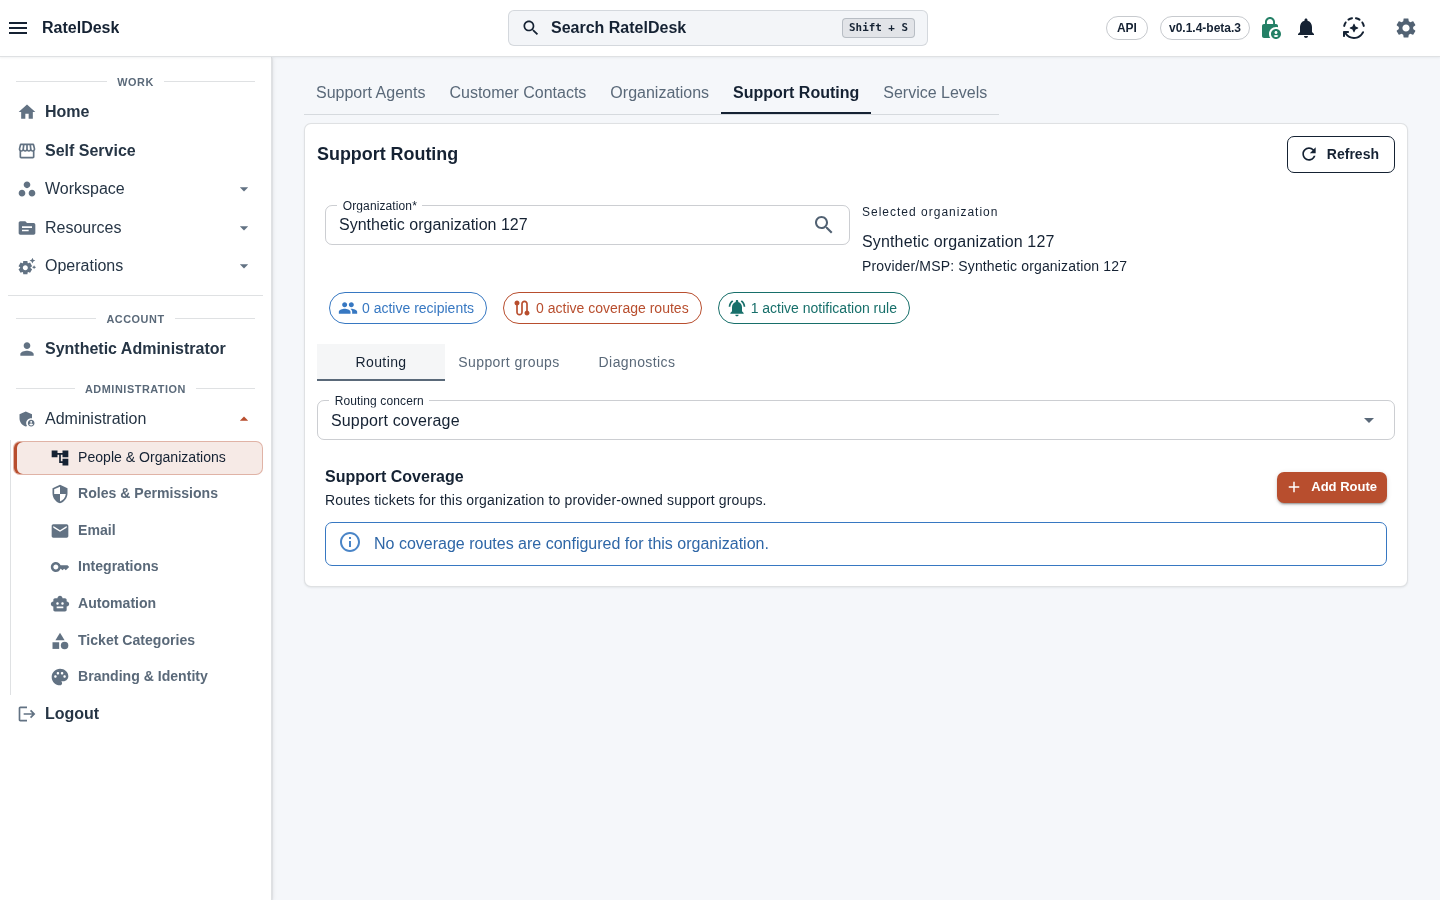 RatelDesk
Search RatelDesk
Shift + S
API
v0.1.4-beta.3
WORK
Home
Self Service
Workspace
Resources
Operations
ACCOUNT
Synthetic Administrator
ADMINISTRATION
Administration
People & Organizations
Roles & Permissions
Email
Integrations
Automation
Ticket Categories
Branding & Identity
Logout
Support Agents
Customer Contacts
Organizations
Support Routing
Service Levels
Support Routing
Refresh
Organization*
Synthetic organization 127
Selected organization
Synthetic organization 127
Provider/MSP: Synthetic organization 127
0 active recipients
0 active coverage routes
1 active notification rule
Routing
Support groups
Diagnostics
Routing concern
Support coverage
Support Coverage
Routes tickets for this organization to provider-owned support groups.
Add Route
No coverage routes are configured for this organization.